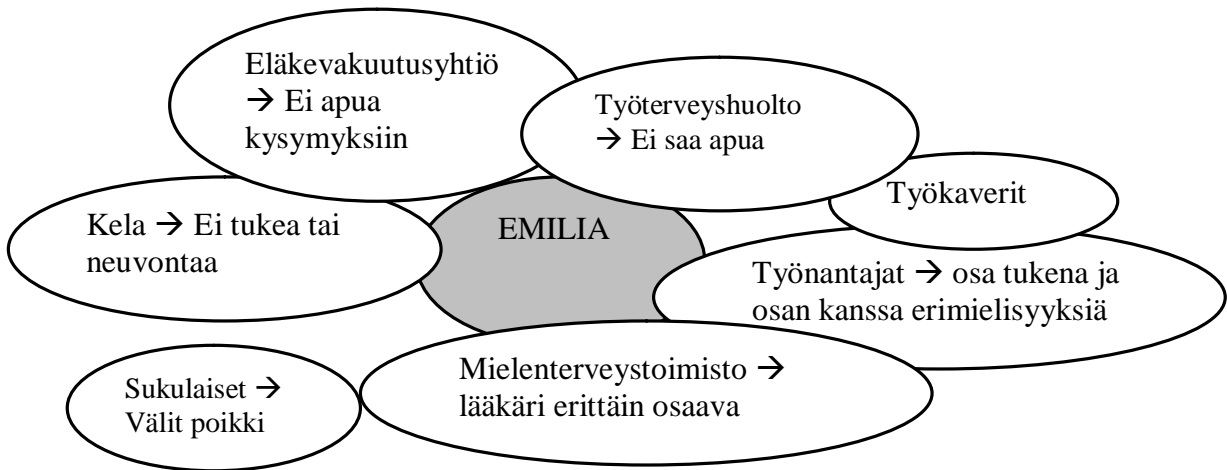 Eläkevakuutusyhtiö
→ Ei apua
kysymyksiin
Työterveyshuolto
→ Ei saa apua
Työkaverit
Kela → Ei tukea tai
neuvontaa
EMILIA
Työnantajat → osa tukena ja
osan kanssa erimielisyyksiä
Mielenterveystoimisto →
lääkäri erittäin osaava
Sukulaiset →
Välit poikki